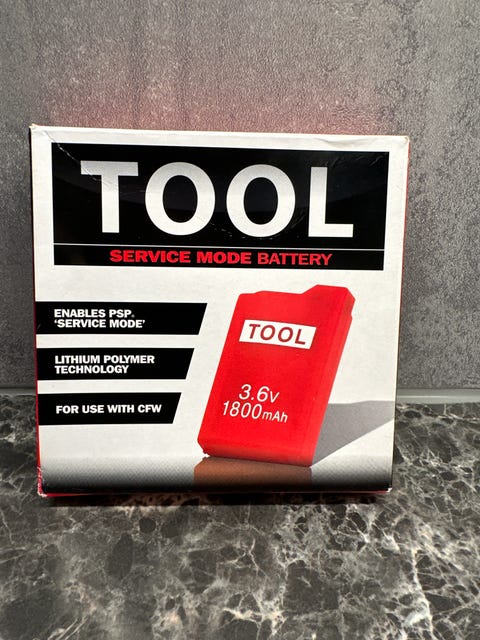 TOOL
SERVICE MODE BATTERY
ENABLES PSP®
'SERVICE MODE'
LITHIUM POLYMER
TECHNOLOGY
FOR USE WITH CFW
TOOL
3.6v
1800mAh